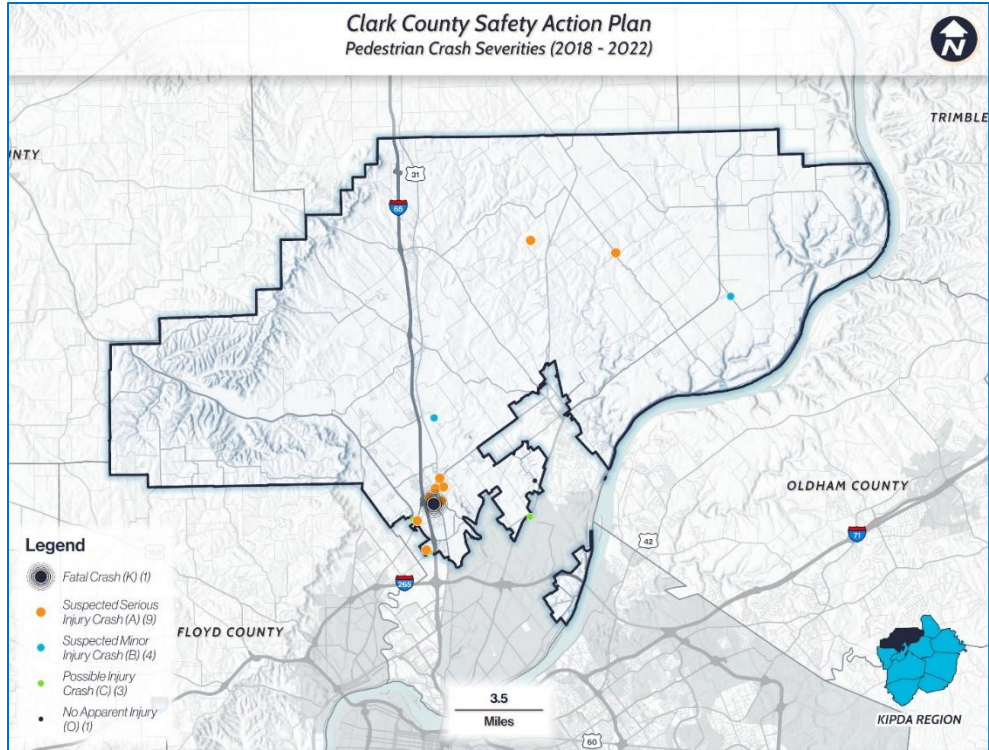 Clark County Safety Action Plan
Pedestrian Crash Severities (2018 - 2022)
N
TRIMBLE
UNTY
31
65
OLDHAM COUNTY
71
42
265
FLOYD COUNTY
Legend
Fatal Crash (K) (1)
Suspected Serious
Injury Crash (A) (9)
Suspected Minor
Injury Crash (B) (4)
Possible Injury
Crash (C) (3)
No Apparent Injury
(O) (1)
3.5
Miles
60
KIPDA REGION